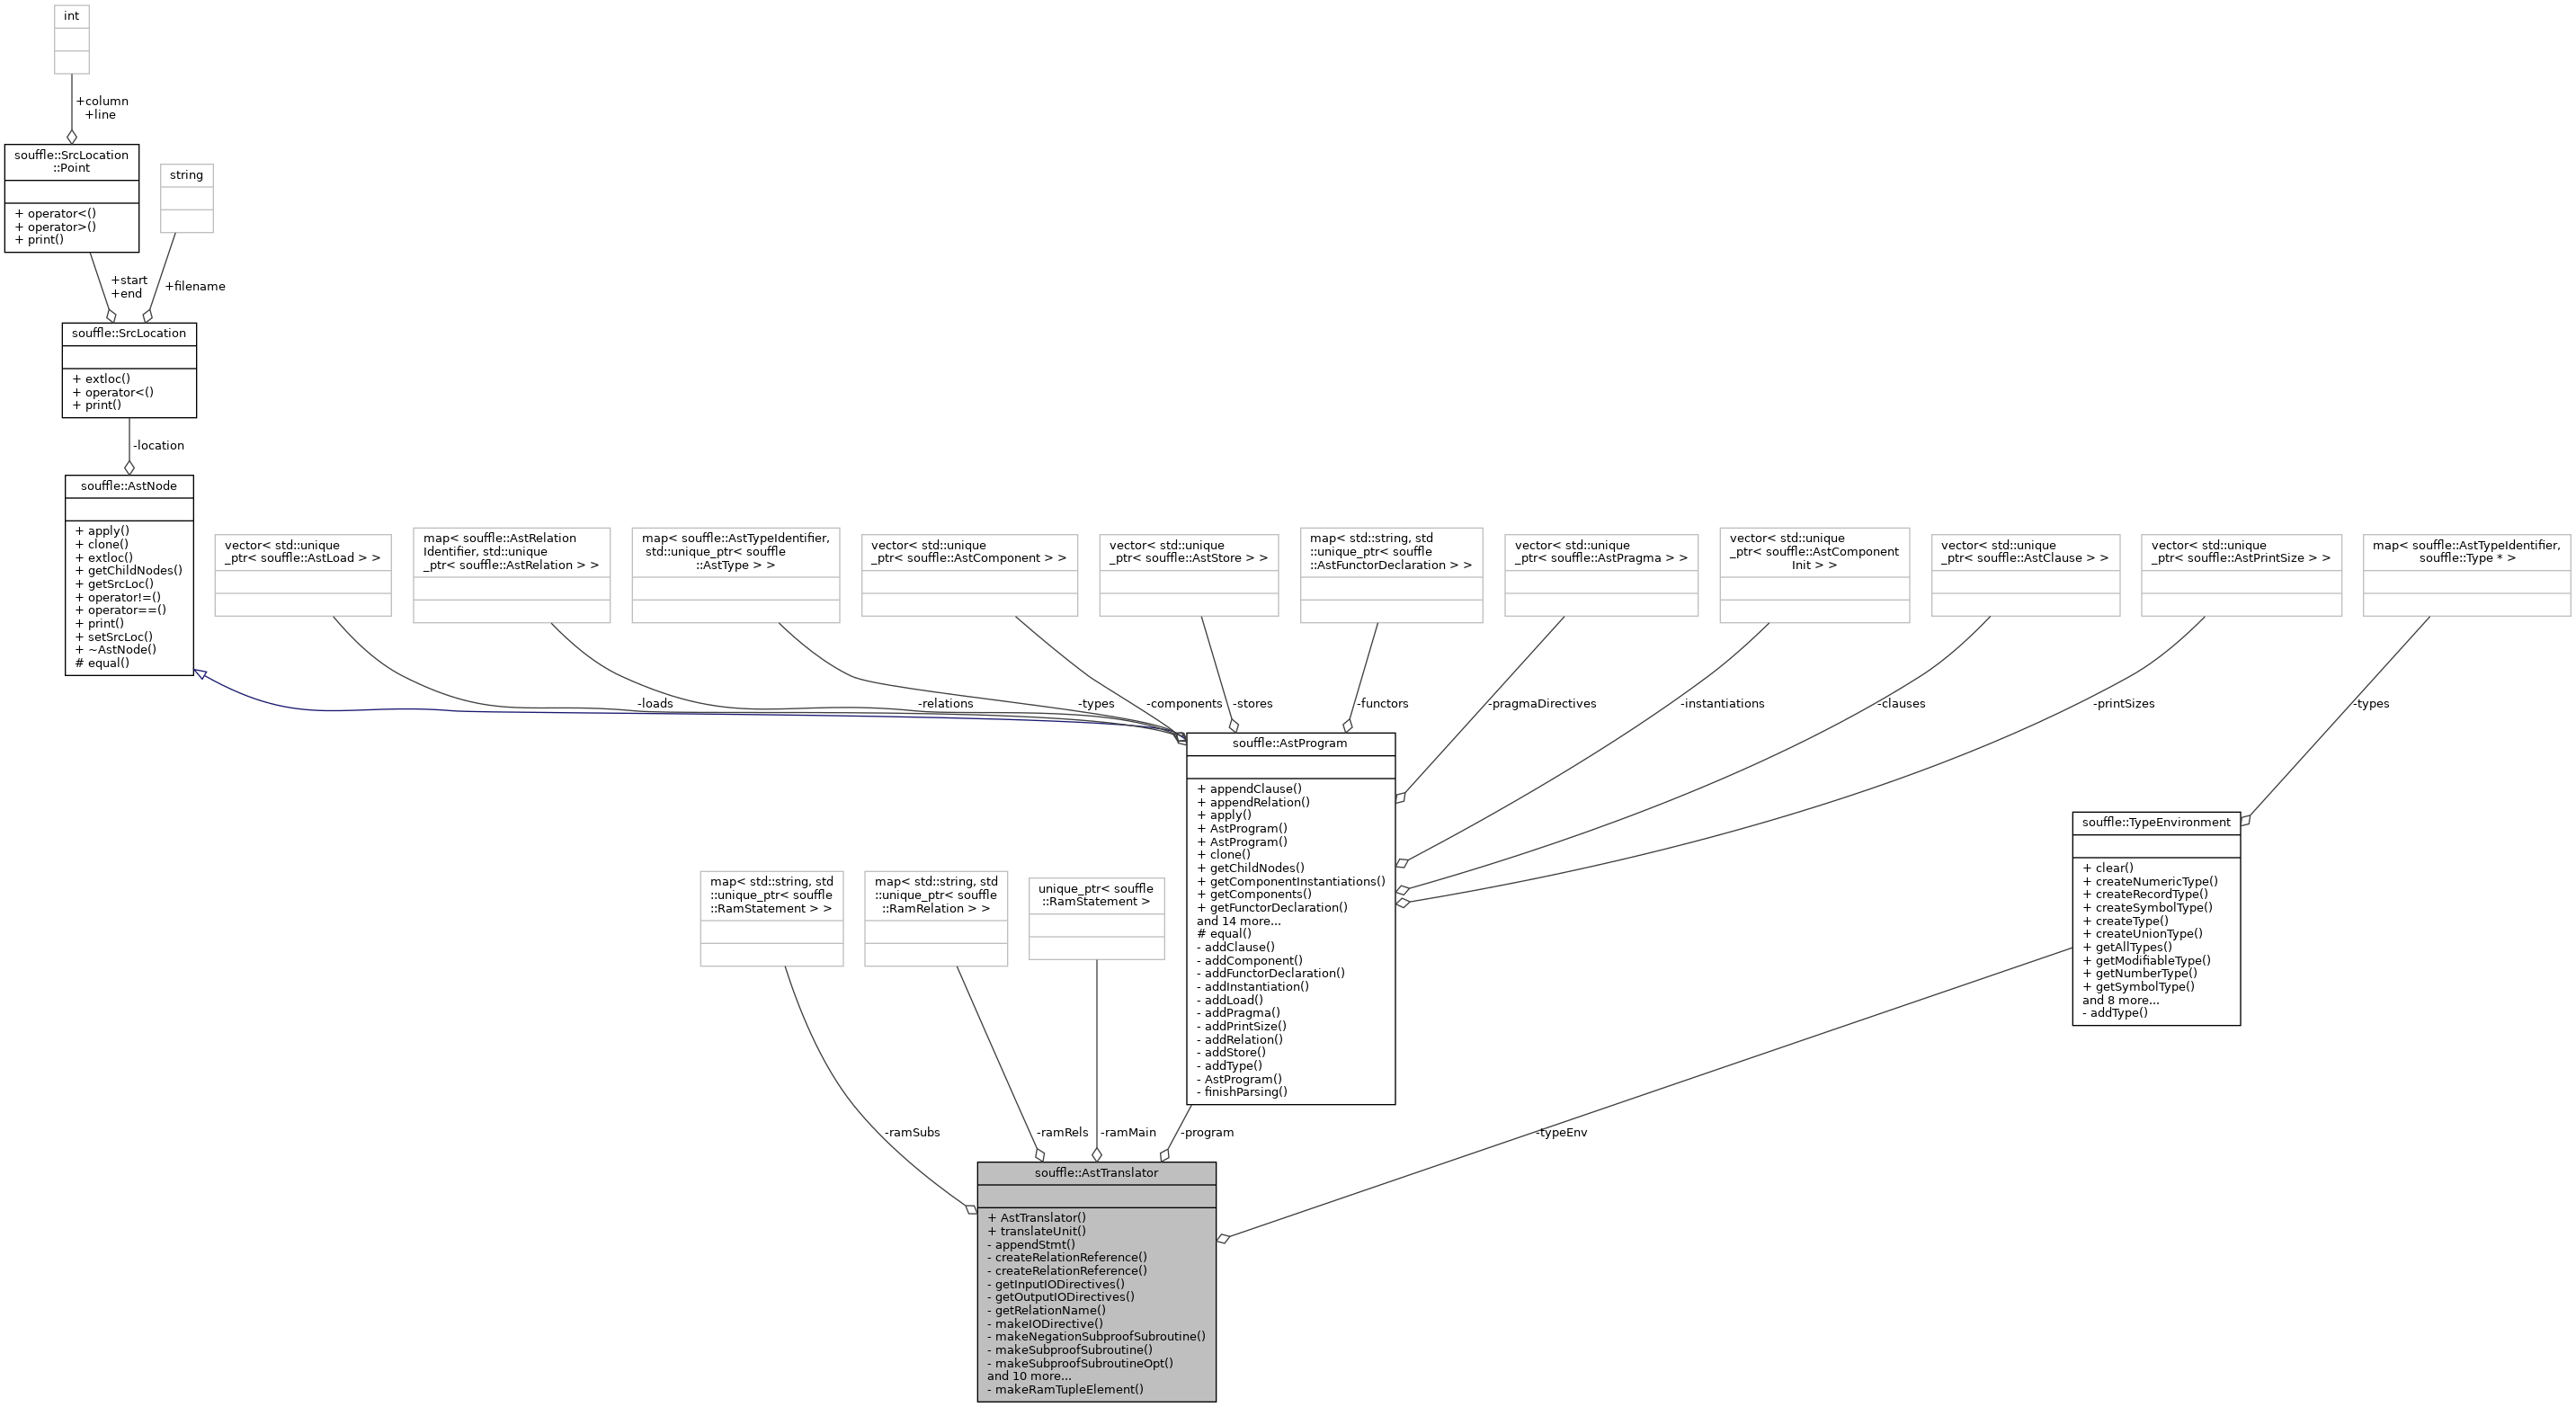 int
+column
+line
souffle::SrcLocation
::Point
+ operator<()
+ operator>()
+ print()
string
+start
+end
+filename
souffle::SrcLocation
+ extloc()
+ operator<()
+ print()
-location
souffle::AstNode
+ apply()
+ clone()
+ extloc()
+ getChildNodes()
+ getSrcLoc()
+ operator!=()
+ operator==()
+ print()
+ setSrcLoc()
+ ~AstNode()
# equal()
vector< std::unique
_ptr< souffle::AstLoad > >
map< souffle::AstRelation
Identifier, std::unique
_ptr< souffle::AstRelation > >
map< souffle::AstTypeIdentifier,
std::unique_ptr< souffle
::AstType > >
vector< std::unique
_ptr< souffle::AstComponent > >
vector< std::unique
_ptr< souffle::AstStore > >
map< std::string, std
::unique_ptr< souffle
::AstFunctorDeclaration > >
vector< std::unique
_ptr< souffle::AstPragma > >
vector< std::unique
_ptr< souffle::AstComponent
Init > >
vector< std::unique
_ptr< souffle::AstClause > >
vector< std::unique
_ptr< souffle::AstPrintSize > >
map< souffle::AstTypeIdentifier,
souffle::Type * >
-loads
-relations
-types
-components
-stores
-functors
-pragmaDirectives
-instantiations
-clauses
-printSizes
-types
souffle::AstProgram
+ appendClause()
+ appendRelation()
+ apply()
+ AstProgram()
+ AstProgram()
+ clone()
+ getChildNodes()
+ getComponentInstantiations()
+ getComponents()
+ getFunctorDeclaration()
and 14 more...
# equal()
- addClause()
- addComponent()
- addFunctorDeclaration()
- addInstantiation()
- addLoad()
- addPragma()
- addPrintSize()
- addRelation()
- addStore()
- addType()
- AstProgram()
- finishParsing()
souffle::TypeEnvironment
+ clear()
+ createNumericType()
+ createRecordType()
+ createSymbolType()
+ createType()
+ createUnionType()
+ getAllTypes()
+ getModifiableType()
+ getNumberType()
+ getSymbolType()
and 8 more...
- addType()
map< std::string, std
::unique_ptr< souffle
::RamStatement > >
map< std::string, std
::unique_ptr< souffle
::RamRelation > >
unique_ptr< souffle
::RamStatement >
-ramSubs
-ramRels
-ramMain
-program
-typeEnv
souffle::AstTranslator
+ AstTranslator()
+ translateUnit()
- appendStmt()
- createRelationReference()
- createRelationReference()
- getInputIODirectives()
- getOutputIODirectives()
- getRelationName()
- makeIODirective()
- makeNegationSubproofSubroutine()
- makeSubproofSubroutine()
- makeSubproofSubroutineOpt()
and 10 more...
- makeRamTupleElement()